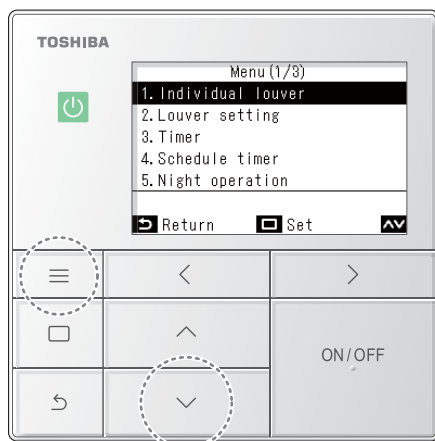 TOSHIBA
Menu(1/3)
1.Individual louver
2.Louver setting
3.Timer
4.Schedule timer
5.Night operation
Return Set
ON/OFF